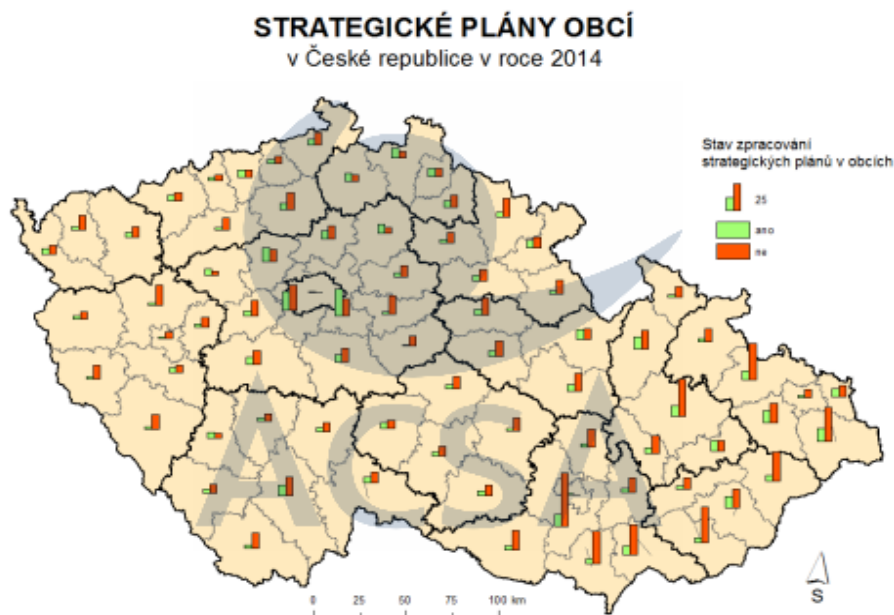 STRATEGICKÉ PLÁNY OBCÍ
v České republice v roce 2014
Stav zpracování
strategických plánů v obcích
25
ano
ne
ACSA
0 25 50 75 100 km
S